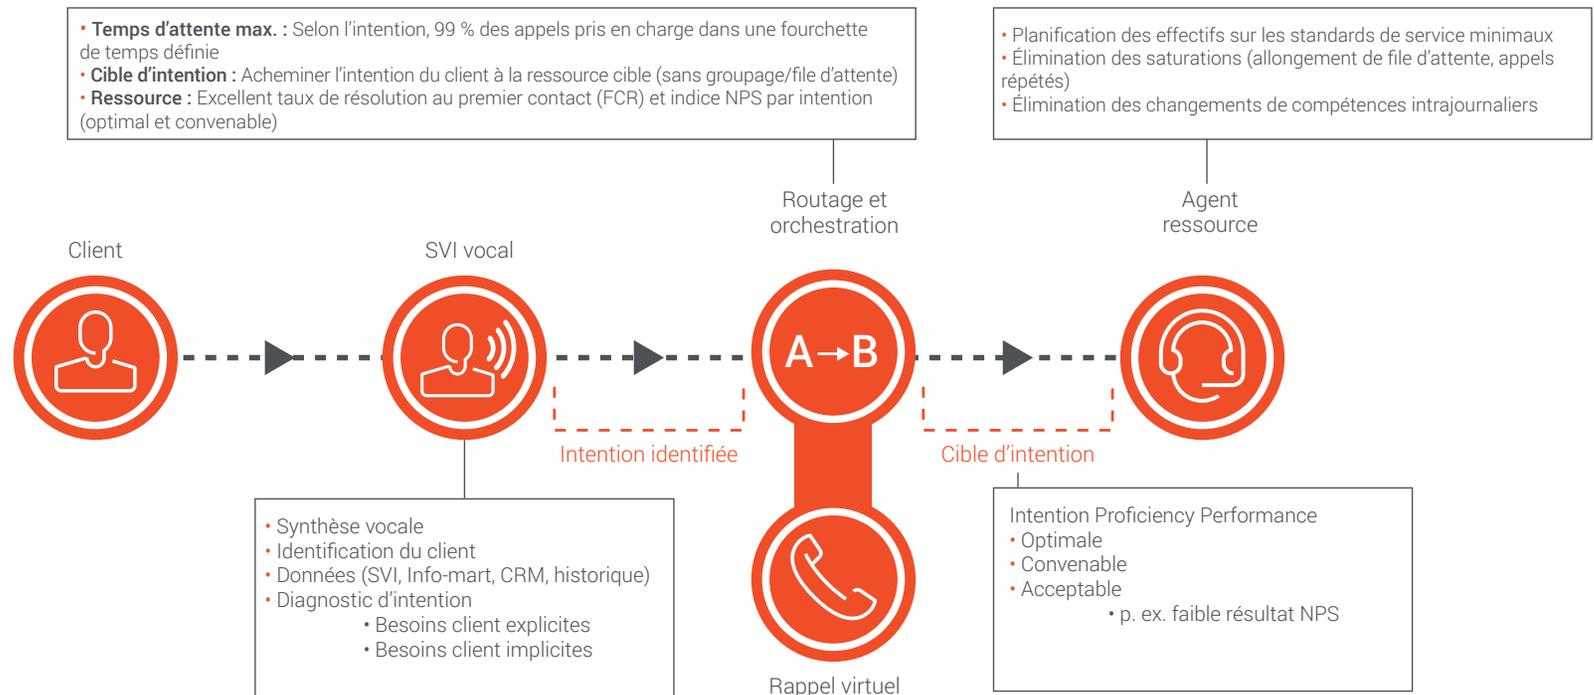 • Temps d'attente max. : Selon l'intention, 99 % des appels pris en charge dans une fourchette
de temps définie
• Cible d'intention : Acheminer l'intention du client à la ressource cible (sans groupage/file d'attente)
• Ressource : Excellent taux de résolution au premier contact (FCR) et indice NPS par intention
(optimal et convenable)
• Planification des effectifs sur les standards de service minimaux
• Élimination des saturations (allongement de file d'attente, appels
répétés)
• Élimination des changements de compétences intrajournaliers
Client
SVI vocal
Routage et
orchestration
Agent
ressource
A→B
Intention identifiée
Cible d'intention
• Synthèse vocale
• Identification du client
• Données (SVI, Info-mart, CRM, historique)
• Diagnostic d'intention
• Besoins client explicites
• Besoins client implicites
Intention Proficiency Performance
• Optimale
• Convenable
• Acceptable
• p. ex. faible résultat NPS
Rappel virtuel